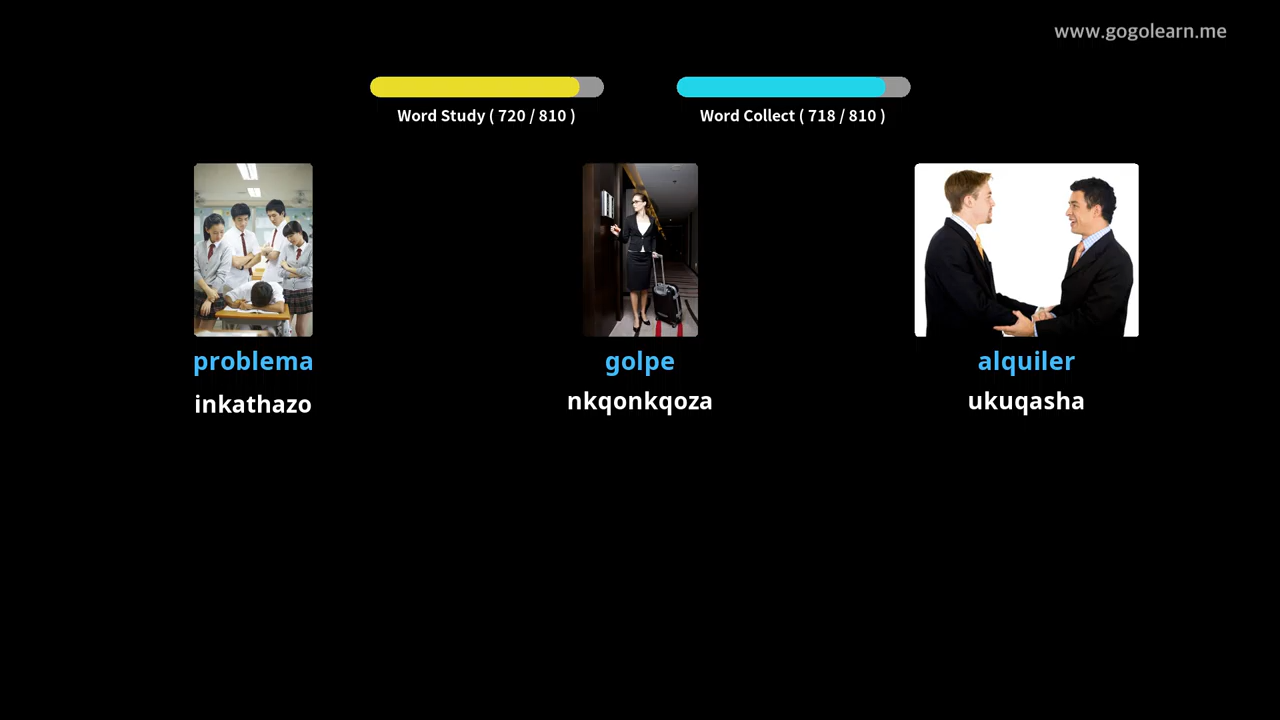 www.gogolearn.me
Word Study ( 720 / 810 )
Word Collect ( 718 / 810 )
problema
golpe
alquiler
inkathazo
nkqonkqoza
ukuqasha